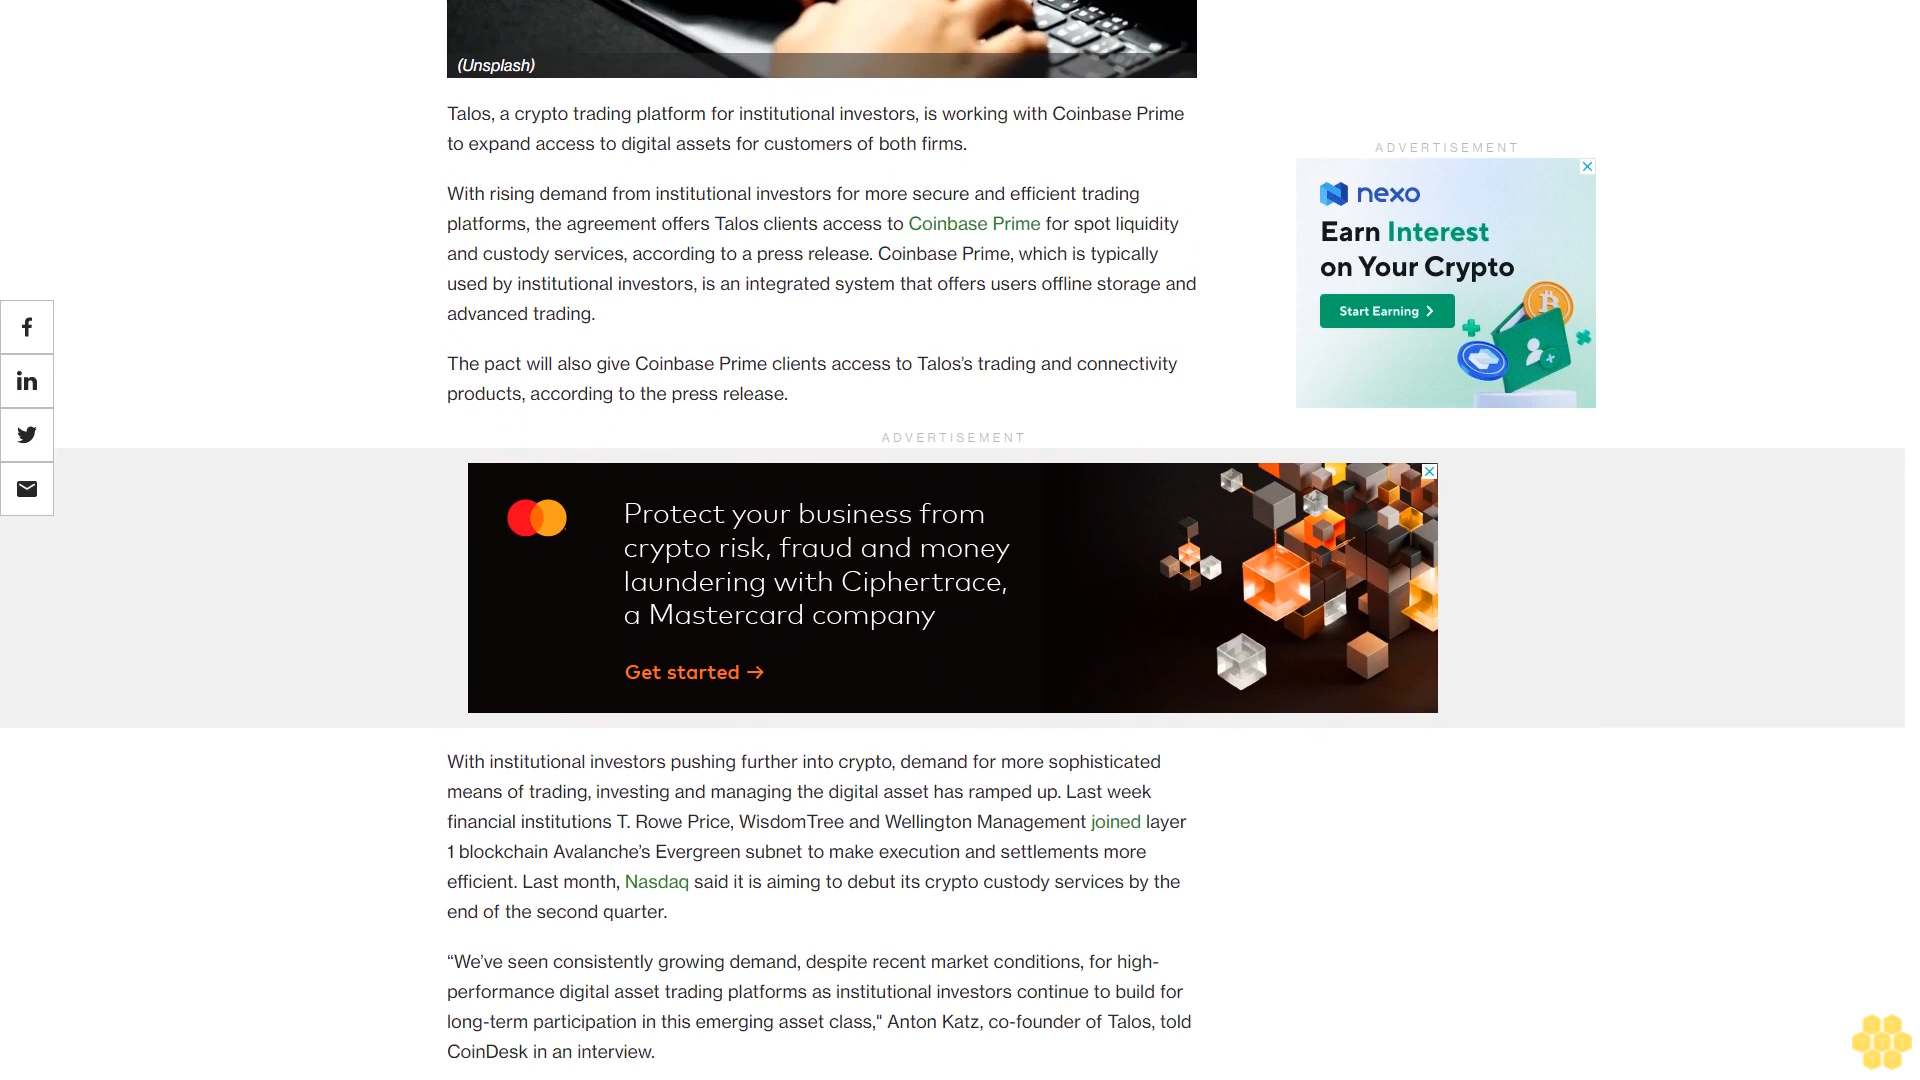 (Unsplash)
Talos, a crypto trading platform for institutional investors, is working with Coinbase Prime
to expand access to digital assets for customers of both firms.
With rising demand from institutional investors for more secure and efficient trading
platforms, the agreement offers Talos clients access to Coinbase Prime for spot liquidity
and custody services, according to a press release. Coinbase Prime, which is typically
used by institutional investors, is an integrated system that offers users offline storage and
advanced trading.
The pact will also give Coinbase Prime clients access to Talos’s trading and connectivity
products, according to the press release.
ADVERTISEMENT
nexo
Earn Interest
on Your Crypto
Start Earning
ADVERTISEMENT
Protect your business from
crypto risk, fraud and money
laundering with Ciphertrace,
a Mastercard company
Get started →
With institutional investors pushing further into crypto, demand for more sophisticated
means of trading, investing and managing the digital asset has ramped up. Last week
financial institutions T. Rowe Price, WisdomTree and Wellington Management joined layer
1 blockchain Avalanche’s Evergreen subnet to make execution and settlements more
efficient. Last month, Nasdaq said it is aiming to debut its crypto custody services by the
end of the second quarter.
“We’ve seen consistently growing demand, despite recent market conditions, for high-
performance digital asset trading platforms as institutional investors continue to build for
long-term participation in this emerging asset class," Anton Katz, co-founder of Talos, told
CoinDesk in an interview.